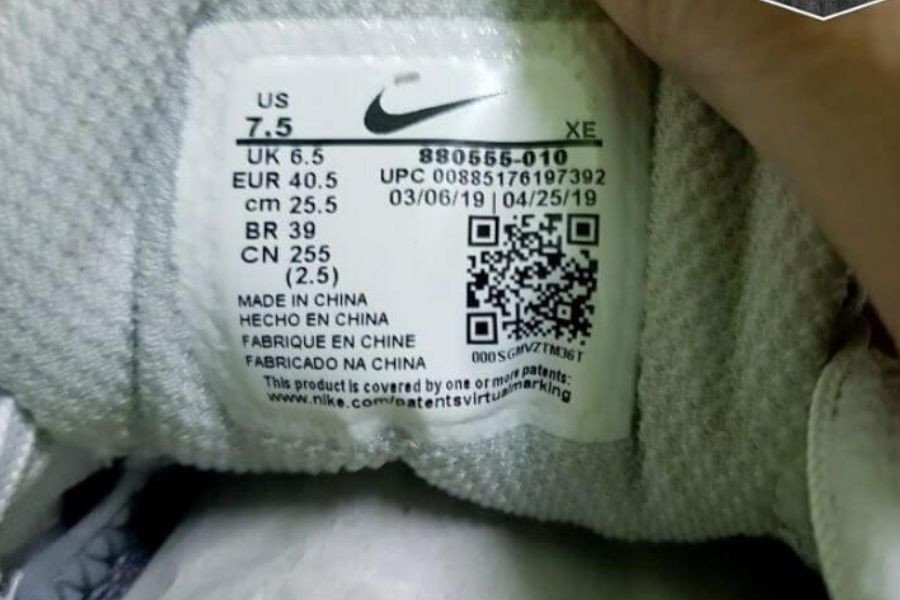 US
7.5
XE
UK 6.5
880555-010
EUR 40.5
UPC 00885176197392
cm 25.5
03/06/19 | 04/25/19
BR 39
CN 255
(2.5)
MADE IN CHINA
HECHO EN CHINA
FABRIQUE EN CHINE
FABRICADO NA CHINA
000SGMVZTM36T
This product is covered by one or more patents:
www.nike.com/patentsvirtualmarking